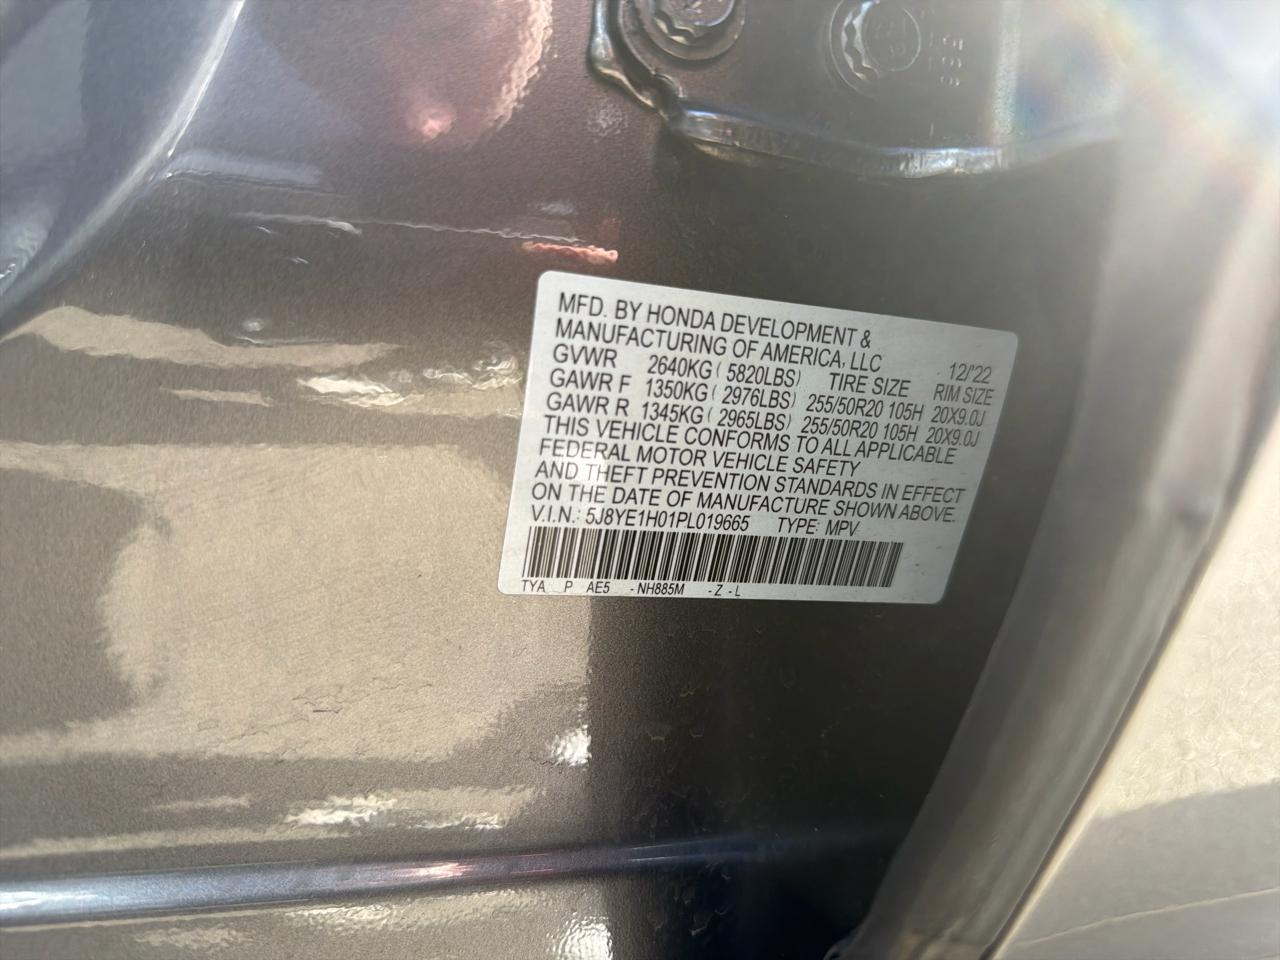 MFD. BY HONDA DEVELOPMENT &
MANUFACTURING OF AMERICA, LLC 12/'22
GVWR 2640KG ( 5820LBS) TIRE SIZE RIM SIZE
GAWR F 1350KG ( 2976LBS) 255/50R20 105H 20X9.0J
GAWR R 1345KG ( 2965LBS) 255/50R20 105H 20X9.0J
THIS VEHICLE CONFORMS TO ALL APPLICABLE
FEDERAL MOTOR VEHICLE SAFETY
AND THEFT PREVENTION STANDARDS IN EFFECT
ON THE DATE OF MANUFACTURE SHOWN ABOVE.
V.I.N.: 5J8YE1H01PL019665 TYPE: MPV
TYA P AE5 - NH885M - Z - L